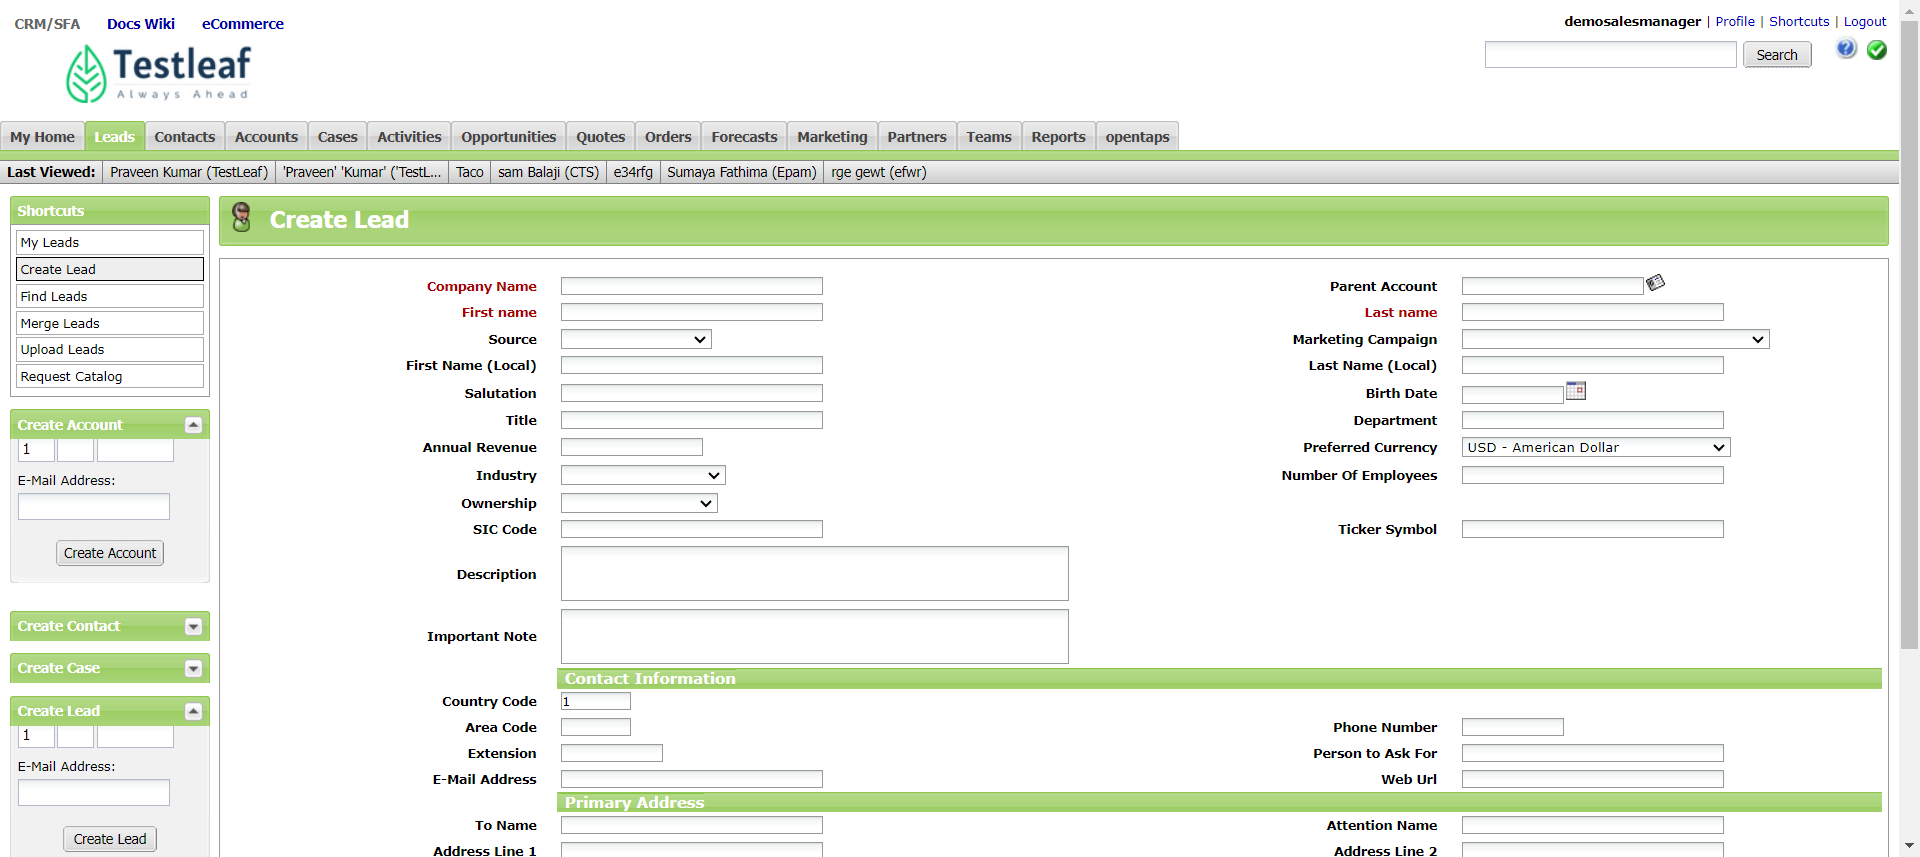 CRM/SFA Docs Wiki eCommerce
demosalesmanager | Profile | Shortcuts | Logout
Testleaf
Always Ahead
Search
My Home Leads Contacts Accounts Cases Activities Opportunities Quotes Orders Forecasts Marketing Partners Teams Reports opentaps
Last Viewed: Praveen Kumar (TestLeaf) 'Praveen' 'Kumar' ('TestL... Taco sam Balaji (CTS) e34rfg Sumaya Fathima (Epam) rge gewt (efwr)
Shortcuts
My Leads
Create Lead
Find Leads
Merge Leads
Upload Leads
Request Catalog
Create Account
1
E-Mail Address:
Create Account
Create Contact
Create Case
Create Lead
1
E-Mail Address:
Create Lead
Create Lead
Company Name Parent Account
First name Last name
Source Marketing Campaign
First Name (Local) Last Name (Local)
Salutation Birth Date
Title Department
Annual Revenue Preferred Currency USD - American Dollar
Industry Number Of Employees
Ownership
SIC Code Ticker Symbol
Description
Important Note
Contact Information
Country Code 1
Area Code Phone Number
Extension Person to Ask For
E-Mail Address Web Url
Primary Address
To Name Attention Name
Address Line 1 Address Line 2